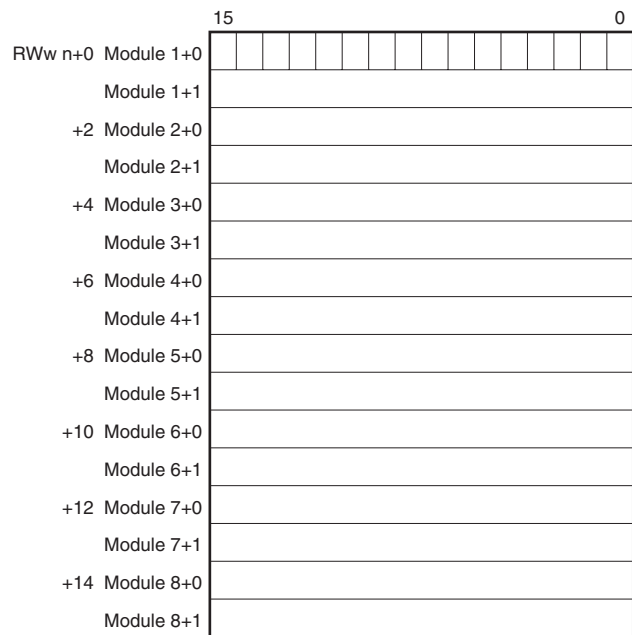 15 0
RWw n+0 Module 1+0
Module 1+1
+2 Module 2+0
Module 2+1
+4 Module 3+0
Module 3+1
+6 Module 4+0
Module 4+1
+8 Module 5+0
Module 5+1
+10 Module 6+0
Module 6+1
+12 Module 7+0
Module 7+1
+14 Module 8+0
Module 8+1